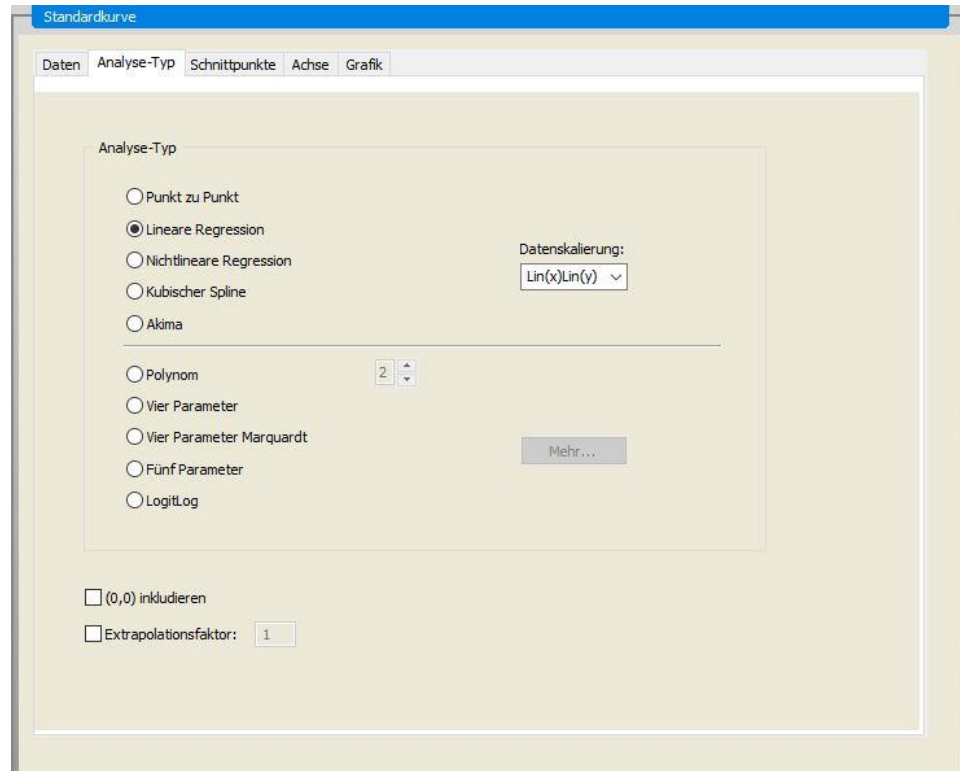 Standardkurve
Daten Analyse-Typ Schnittpunkte Achse Grafik
Analyse-Typ
Punkt zu Punkt
Lineare Regression
Nichtlineare Regression
Kubischer Spline
Akima
Datenskalierung:
Lin(x)Lin(y)
Polynom 2
Vier Parameter
Vier Parameter Marquardt
Fünf Parameter
LogitLog
Mehr...
(0,0) inkludieren
Extrapolationsfaktor: 1